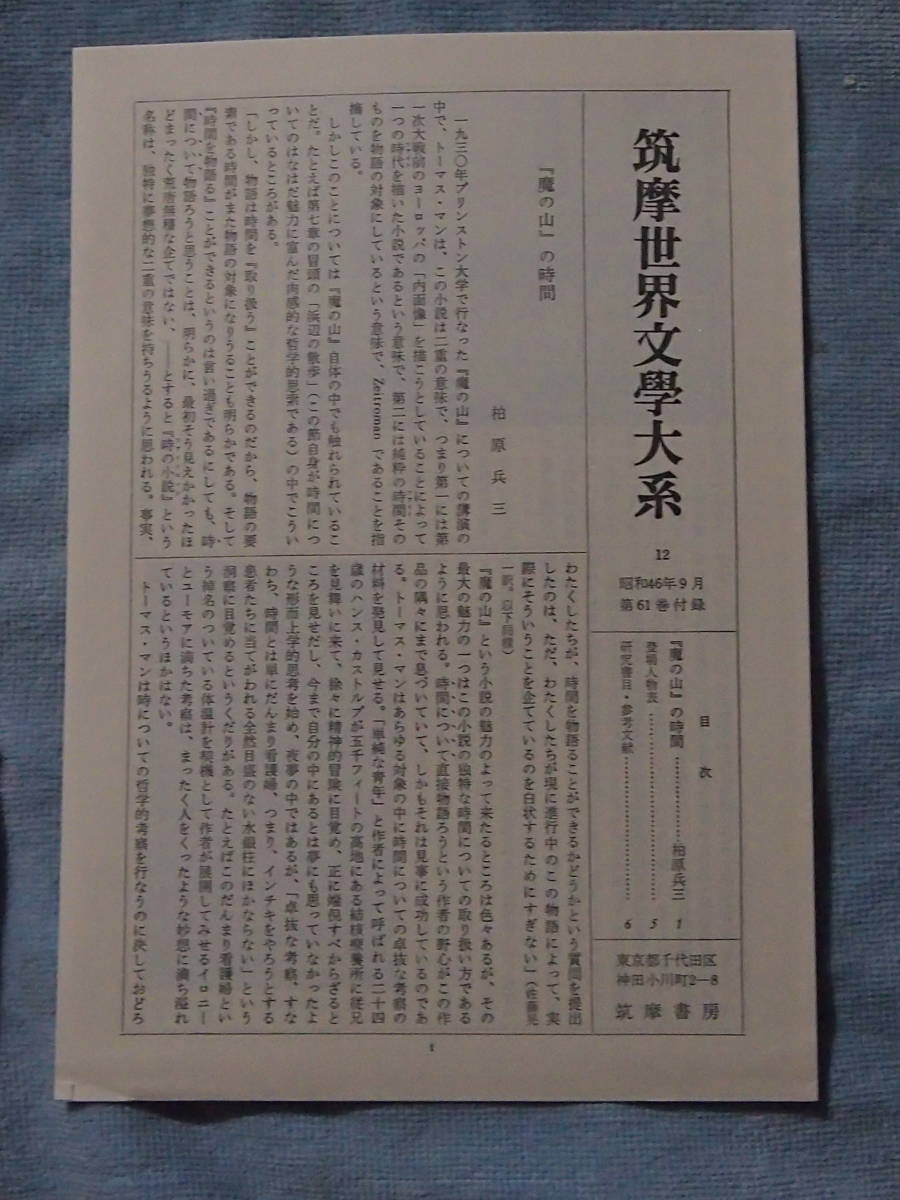 筑摩世界文學大系
12
昭和46年9月
第61巻付録
目次
『魔の山』の時間…………………柏原兵三 1
登場人物表………………………… 5
研究書目・参考文献……………… 6
東京都千代田区
神田小川町2—8
筑摩書房
『魔の山』の時間
柏原兵三
一九三〇年プリンストン大学で行なった『魔の山』についての講演の
中で、トーマス・マンは、この小説は二重の意味で、つまり第一には第
一次大戦前のヨーロッパの「内面像」を描こうとしていることによって
一つの時代を描いた小説であるという意味で、第二には純粋の時間その
ものを物語の対象にしているという意味で、Zeitroman であることを指
摘している。
しかしこのことについては『魔の山』自体の中でも触れられているこ
とだ。たとえば第七章の冒頭の「浜辺の散歩」（この節自身が時間につ
いてのはなはだ魅力に富んだ肉感的な哲学的思索である）の中でこうい
っているところがある。
「しかし、物語は時間を『取り扱う』ことができるのだから、物語の要
素である時間がまた物語の対象になりうることも明らかである。そして
『時間を物語る』ことができるというのは言い過ぎであるにしても、時
間について物語ろうと思うことは、明らかに、最初そう見えかかったほ
どまったく荒唐無稽な企てではない、——とすると『時の小説』という
名称は、独特に夢想的な二重の意味を持ちうるように思われる。事実、
わたくしたちが、時間を物語ることができるかどうかという質問を提出
したのは、ただ、わたくしたちが現に進行中のこの物語によって、実
際にそういうことを企てているのを白状するためにすぎない」（佐藤晃
一訳。以下同様）
『魔の山』という小説の魅力のよって来たるところは色々あるが、その
最大の魅力の一つはこの小説の独特な時間についての取り扱い方である
ように思われる。時間について直接物語ろうという作者の野心がこの作
品の隅々にまで息づいていて、しかもそれは見事に成功しているのであ
る。トーマス・マンはあらゆる対象の中に時間についての卓抜な考察の
材料を発見して見せる。「単純な青年」と作者によって呼ばれる二十四
歳のハンス・カストルプが五千フィートの高地にある結核療養所に従兄
を見舞いに来て、徐々に精神的冒険に目覚め、正に端倪すべからざると
ころを見せだし、今まで自分の中にあるとは夢にも思っていなかったよ
うな形而上学的思考を始め、夜夢の中ではあるが、「卓抜な考察、すな
わち、時間とは単にだんまり看護婦、つまり、インチキをやろうとする
患者たちに当てがわれる全然目盛のない水銀柱にほかならない」という
洞察に目覚めるというくだりがある。たとえばこのだんまり看護婦とい
う綽名のついている体温計を契機として作者が展開してみせるイロニー
とユーモアに満ちた考察は、まったく人をくったような妙想に満ち溢れ
ているというほかはない。
トーマス・マンは時についての哲学的考察を行なうのに決しておどろ
1